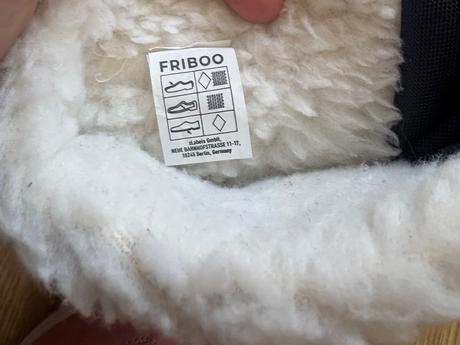 FRIBOO
zLabels GmbH,
NEUE BAHNHOFSTRASSE 11-17,
10245 Berlin, Germany